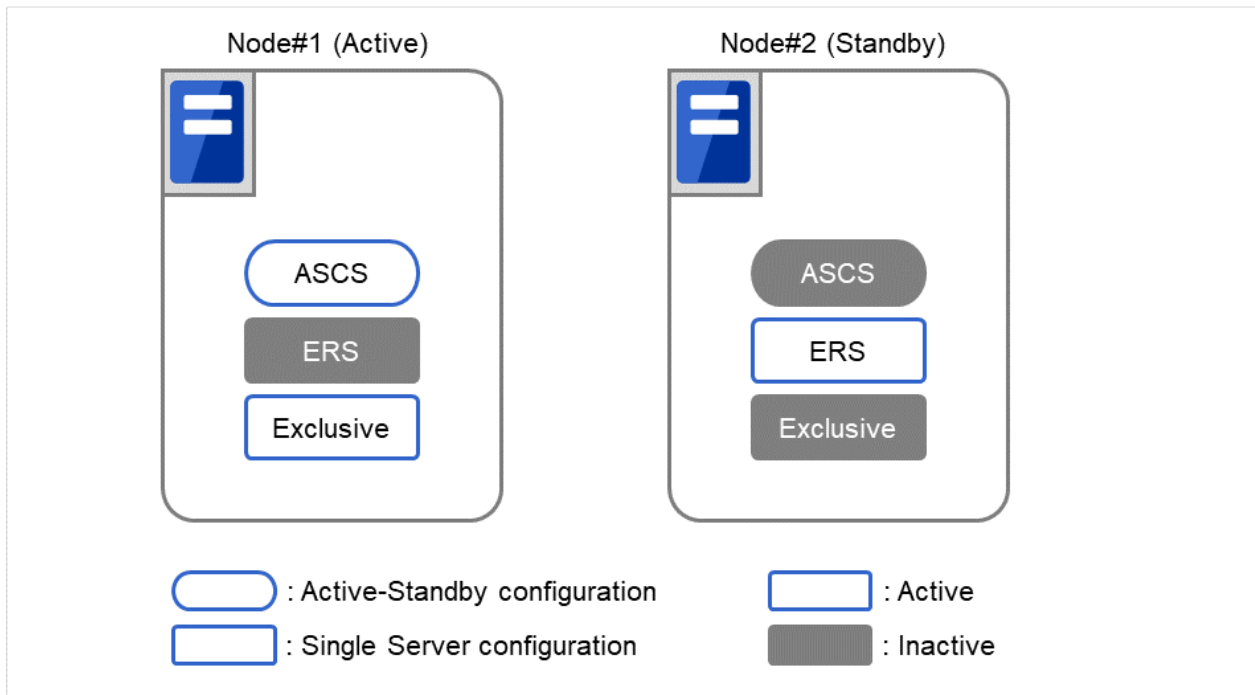 Node#1 (Active)
Node#2 (Standby)
ASCS
ERS
Exclusive
ASCS
ERS
Exclusive
: Active-Standby configuration
: Single Server configuration
: Active
: Inactive